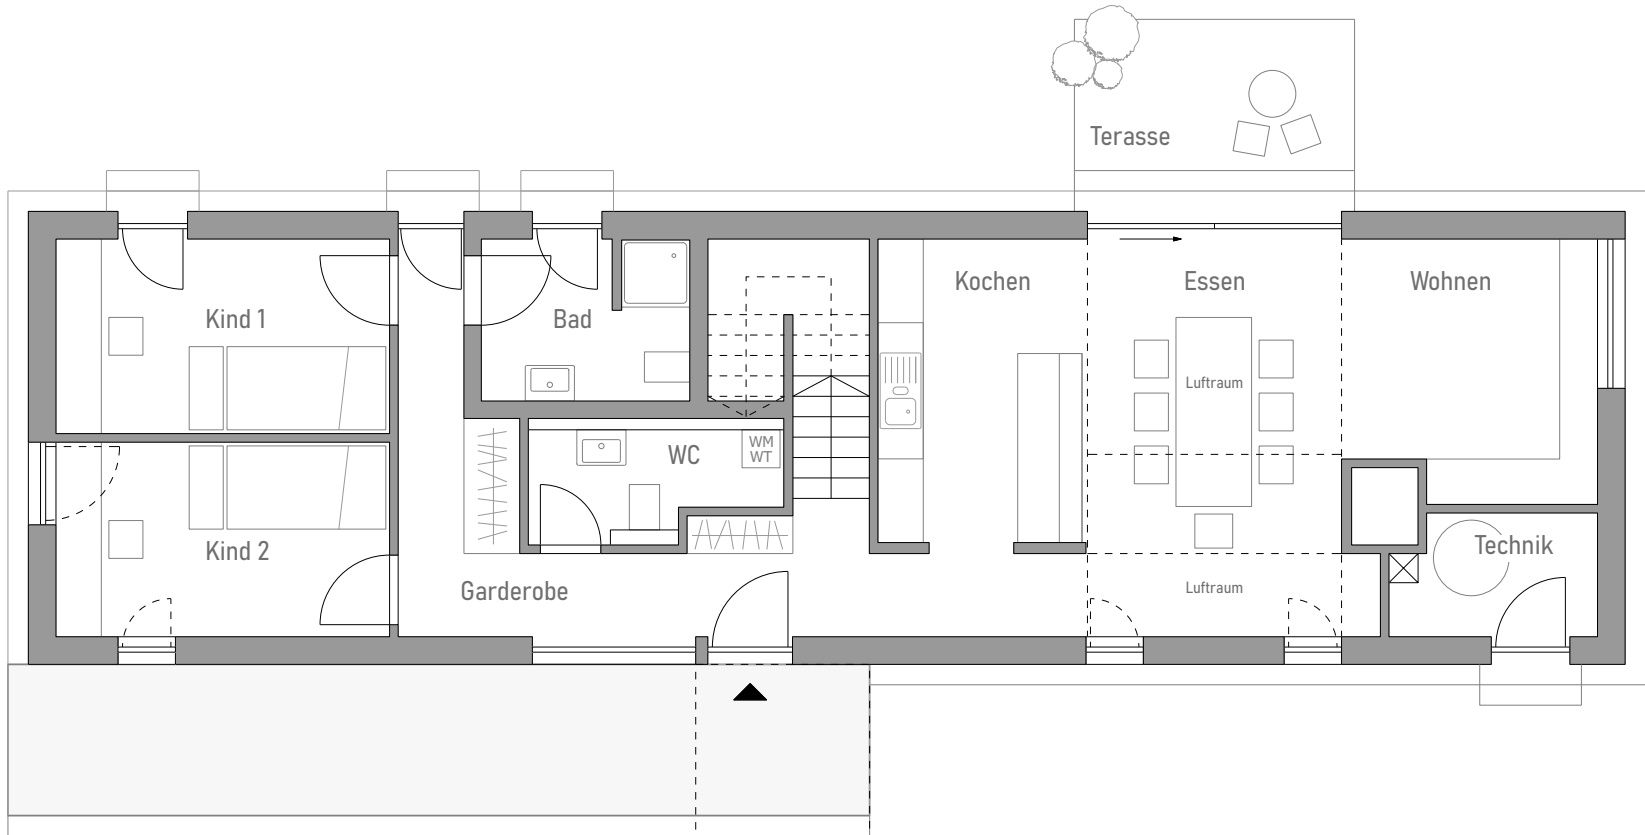 Terasse
Kochen
Essen
Wohnen
Kind 1
Bad
Luftraum
WM
WT
WC
Kind 2
Technik
Garderobe
Luftraum